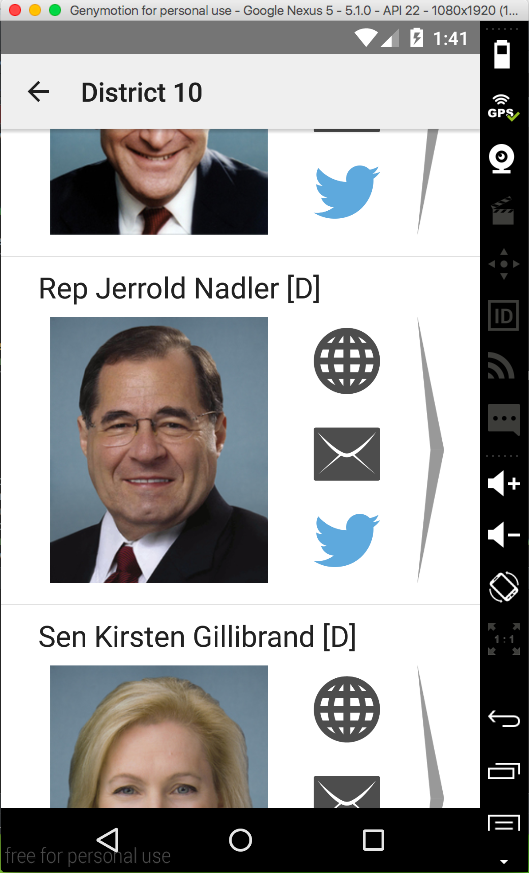 Genymotion for personal use - Google Nexus 5 - 5.1.0 - API 22 - 1080x1920 (1...
1:41
GPS
District 10
ID
Rep Jerrold Nadler [D]
Sen Kirsten Gillibrand [D]
1:1
free for personal use